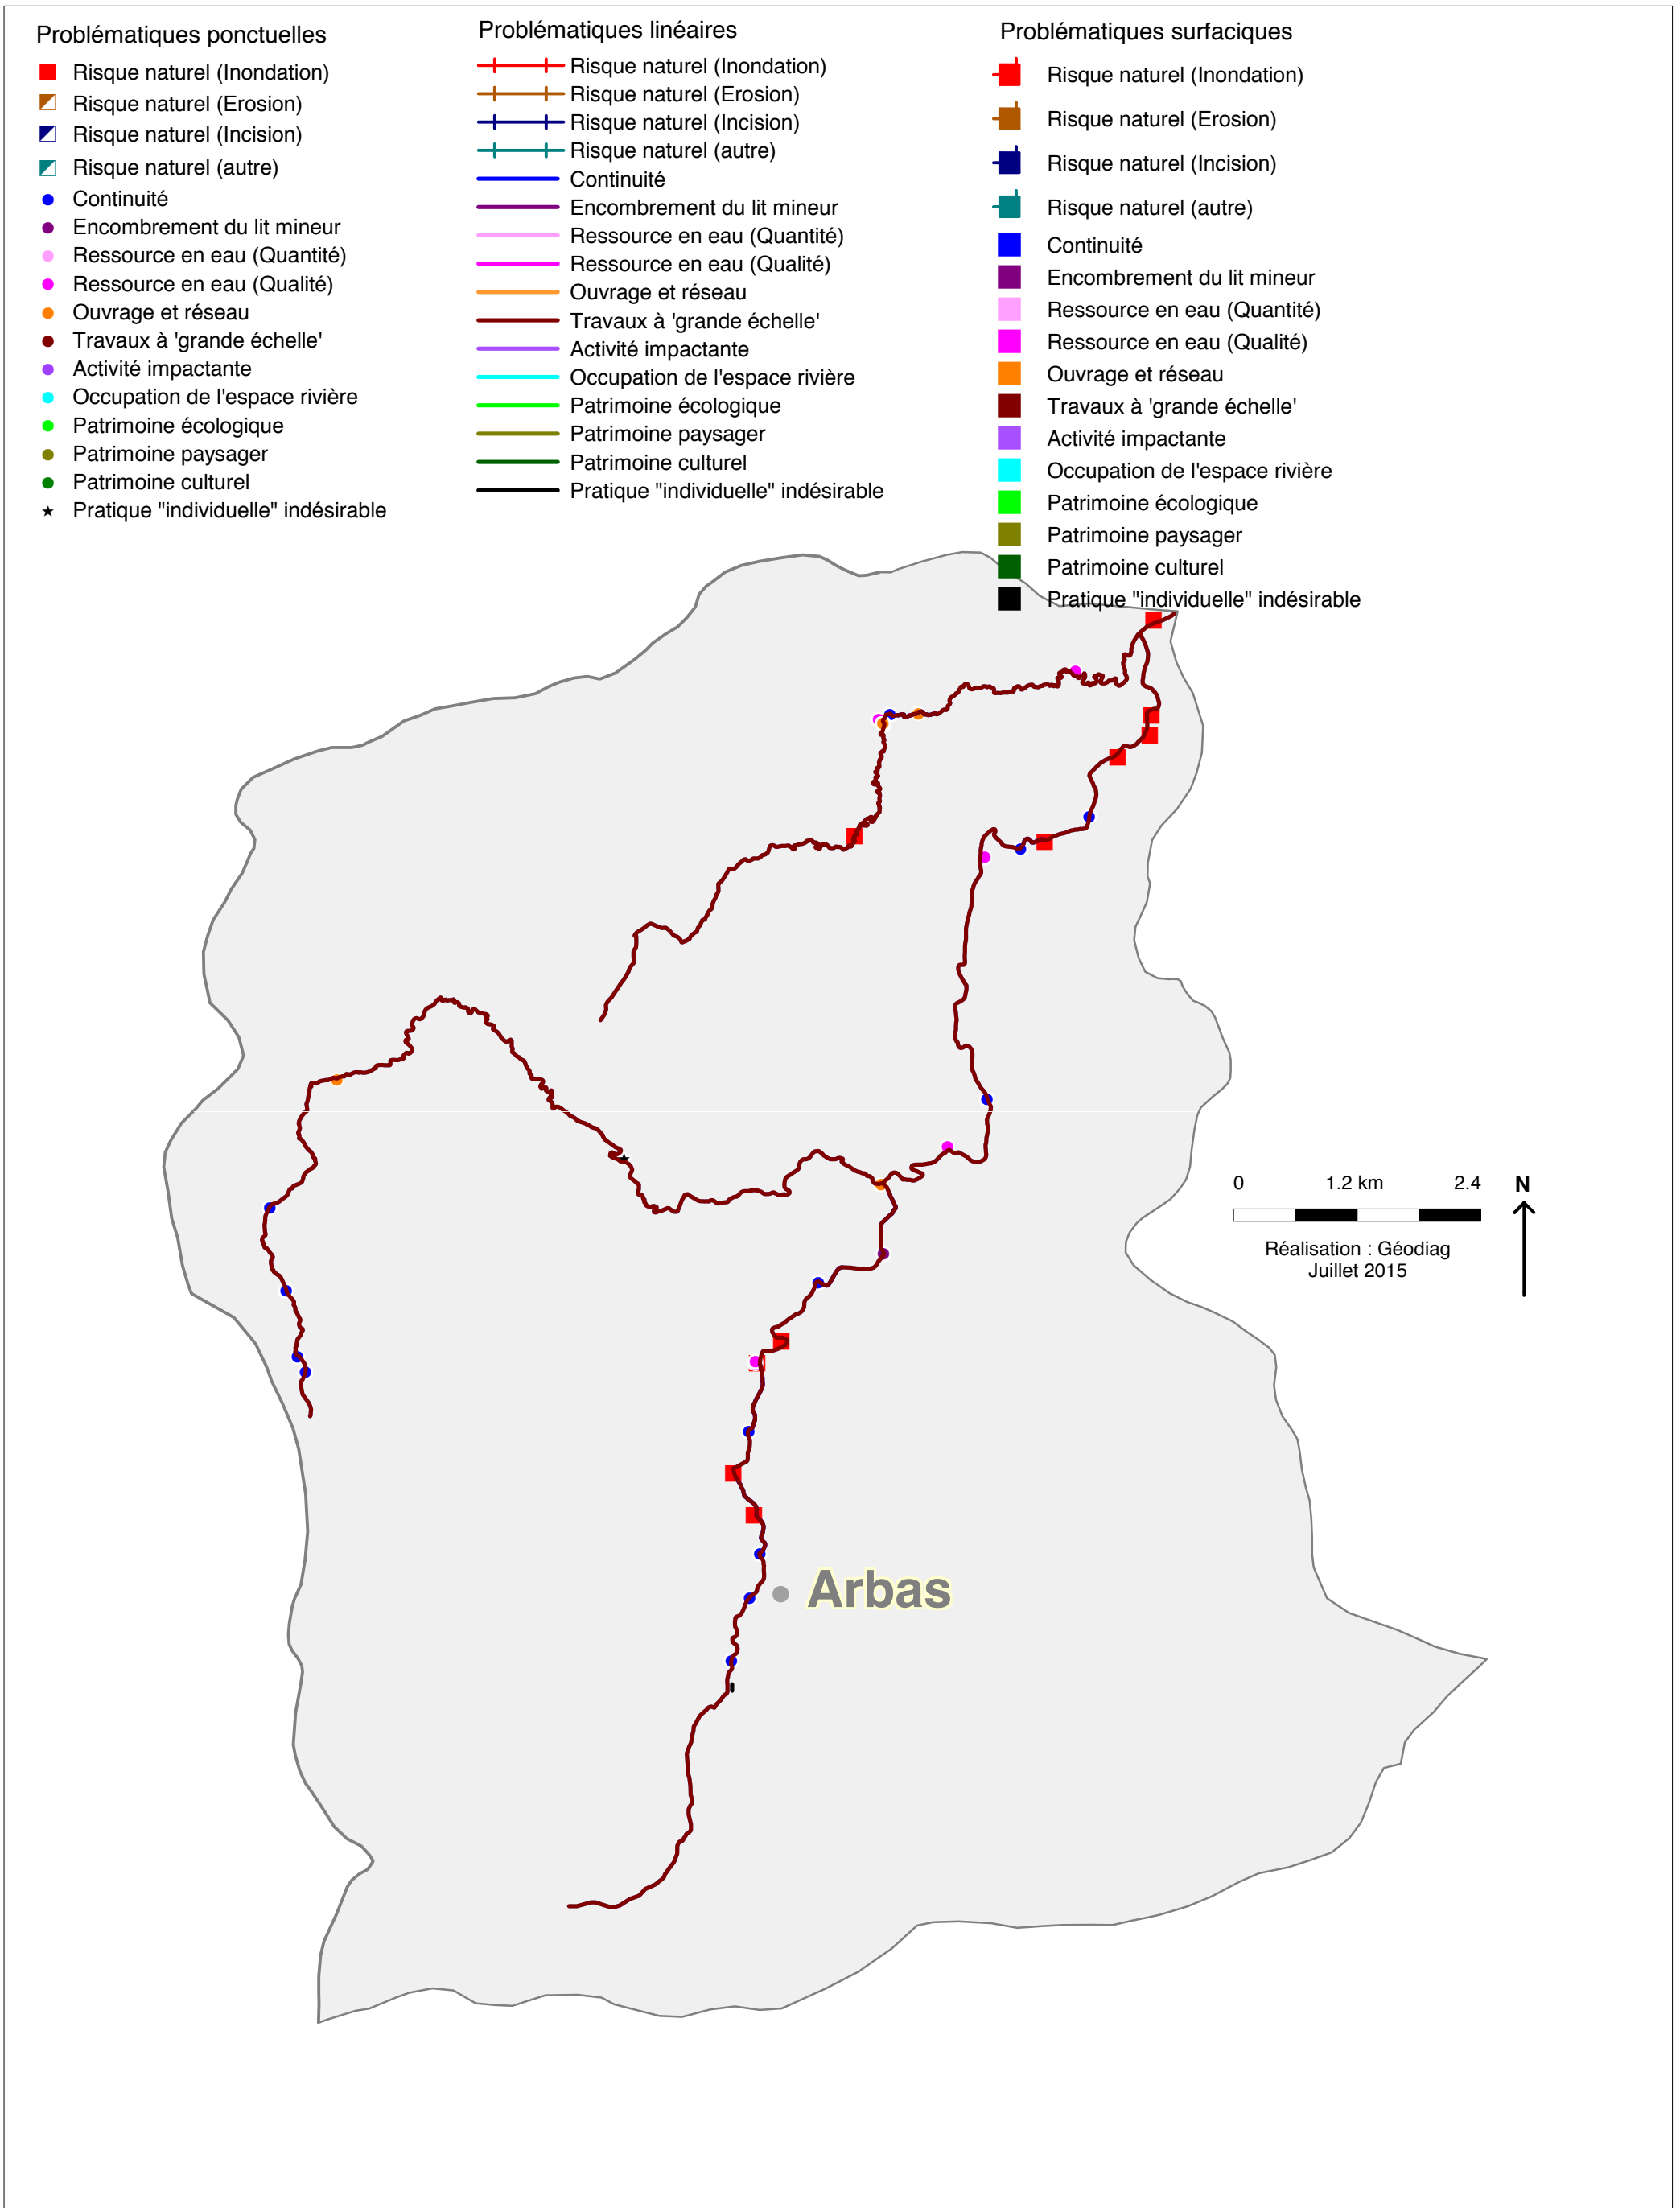 Problématiques ponctuelles
Risque naturel (Inondation)
Risque naturel (Erosion)
Risque naturel (Incision)
Risque naturel (autre)
Continuité
Encombrement du lit mineur
Ressource en eau (Quantité)
Ressource en eau (Qualité)
Ouvrage et réseau
Travaux à 'grande échelle'
Activité impactante
Occupation de l'espace rivière
Patrimoine écologique
Patrimoine paysager
Patrimoine culturel
Pratique "individuelle" indésirable
Problématiques linéaires
Risque naturel (Inondation)
Risque naturel (Erosion)
Risque naturel (Incision)
Risque naturel (autre)
Continuité
Encombrement du lit mineur
Ressource en eau (Quantité)
Ressource en eau (Qualité)
Ouvrage et réseau
Travaux à 'grande échelle'
Activité impactante
Occupation de l'espace rivière
Patrimoine écologique
Patrimoine paysager
Patrimoine culturel
Pratique "individuelle" indésirable
Problématiques surfaciques
Risque naturel (Inondation)
Risque naturel (Erosion)
Risque naturel (Incision)
Risque naturel (autre)
Continuité
Encombrement du lit mineur
Ressource en eau (Quantité)
Ressource en eau (Qualité)
Ouvrage et réseau
Travaux à 'grande échelle'
Activité impactante
Occupation de l'espace rivière
Patrimoine écologique
Patrimoine paysager
Patrimoine culturel
Pratique "individuelle" indésirable
0 1.2 km 2.4 N
Réalisation : Géodiag
Juillet 2015
Arbas